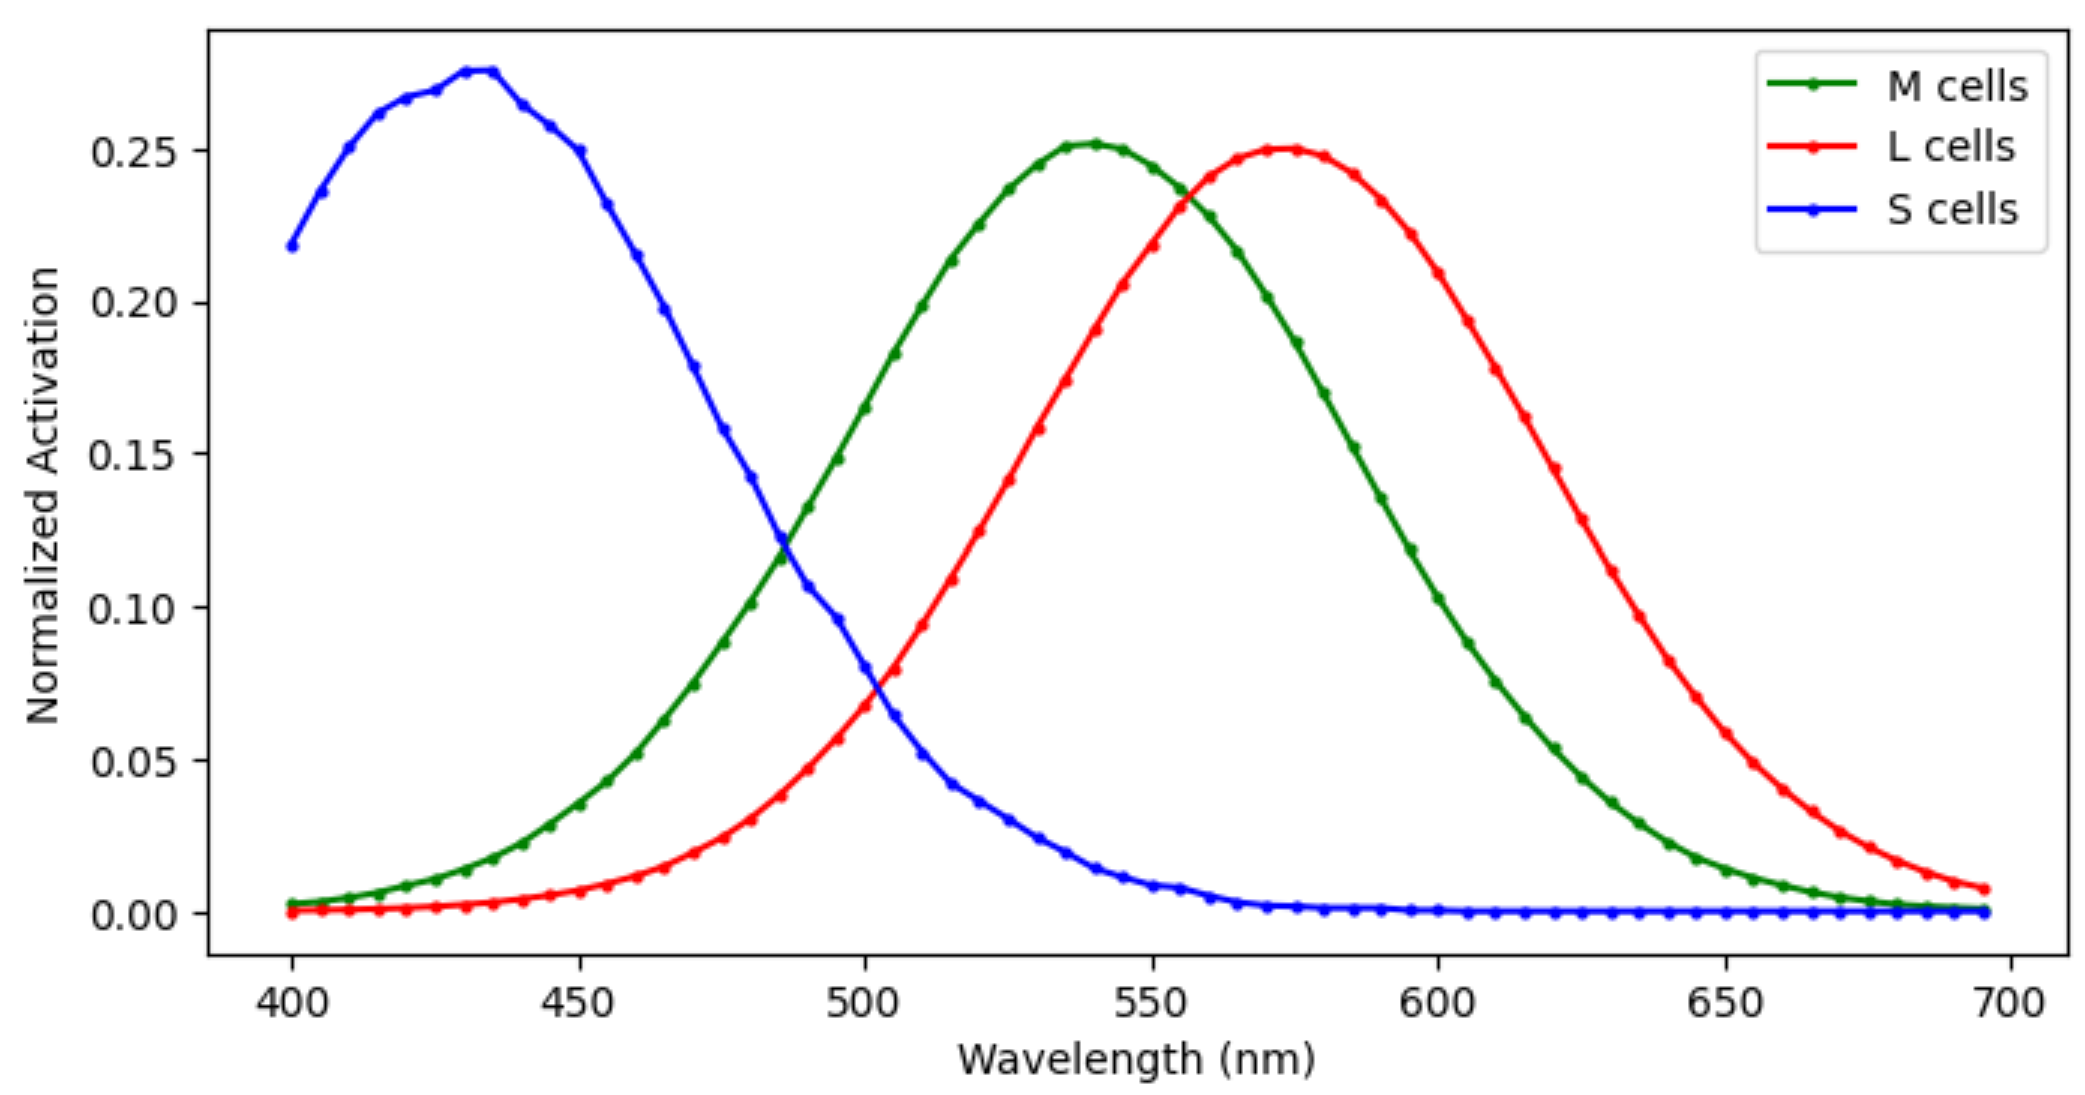 M cells
L cells
S cells
Normalized Activation
0.25
0.20
0.15
0.10
0.05
0.00
400 450 500 550 600 650 700
Wavelength (nm)